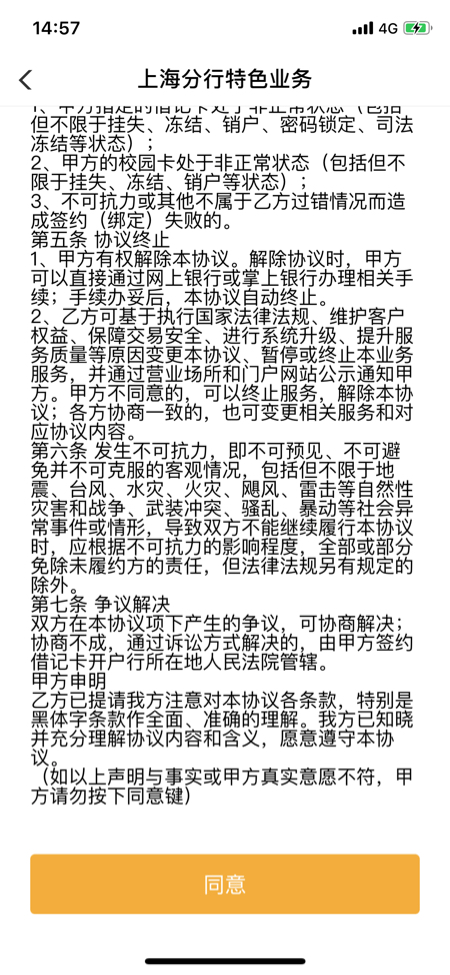 14:57
4G
上海分行特色业务
1、甲方指定的借记卡处于非正常状态（包括
但不限于挂失、冻结、销户、密码锁定、司法
冻结等状态）；
2、甲方的校园卡处于非正常状态（包括但不
限于挂失、冻结、销户等状态）；
3、不可抗力或其他不属于乙方过错情况而造
成签约（绑定）失败的。
第五条 协议终止
1、甲方有权解除本协议。解除协议时，甲方
可以直接通过网上银行或掌上银行办理相关手
续；手续办妥后，本协议自动终止。
2、乙方可基于执行国家法律法规、维护客户
权益、保障交易安全、进行系统升级、提升服
务质量等原因变更本协议、暂停或终止本业务
服务，并通过营业场所和门户网站公示通知甲
方。甲方不同意的，可以终止服务，解除本协
议；各方协商一致的，也可变更相关服务和对
应协议内容。
第六条 发生不可抗力，即不可预见、不可避
免并不可克服的客观情况，包括但不限于地
震、台风、水灾、火灾、飓风、雷击等自然性
灾害和战争、武装冲突、骚乱、暴动等社会异
常事件或情形，导致双方不能继续履行本协议
时，应根据不可抗力的影响程度，全部或部分
免除未履约方的责任，但法律法规另有规定的
除外。
第七条 争议解决
双方在本协议项下产生的争议，可协商解决；
协商不成，通过诉讼方式解决的，由甲方签约
借记卡开户行所在地人民法院管辖。
甲方申明
乙方已提请我方注意对本协议各条款，特别是
黑体字条款作全面、准确的理解。我方已知晓
并充分理解协议内容和含义，愿意遵守本协
议。
（如以上声明与事实或甲方真实意愿不符，甲
方请勿按下同意键）
同意